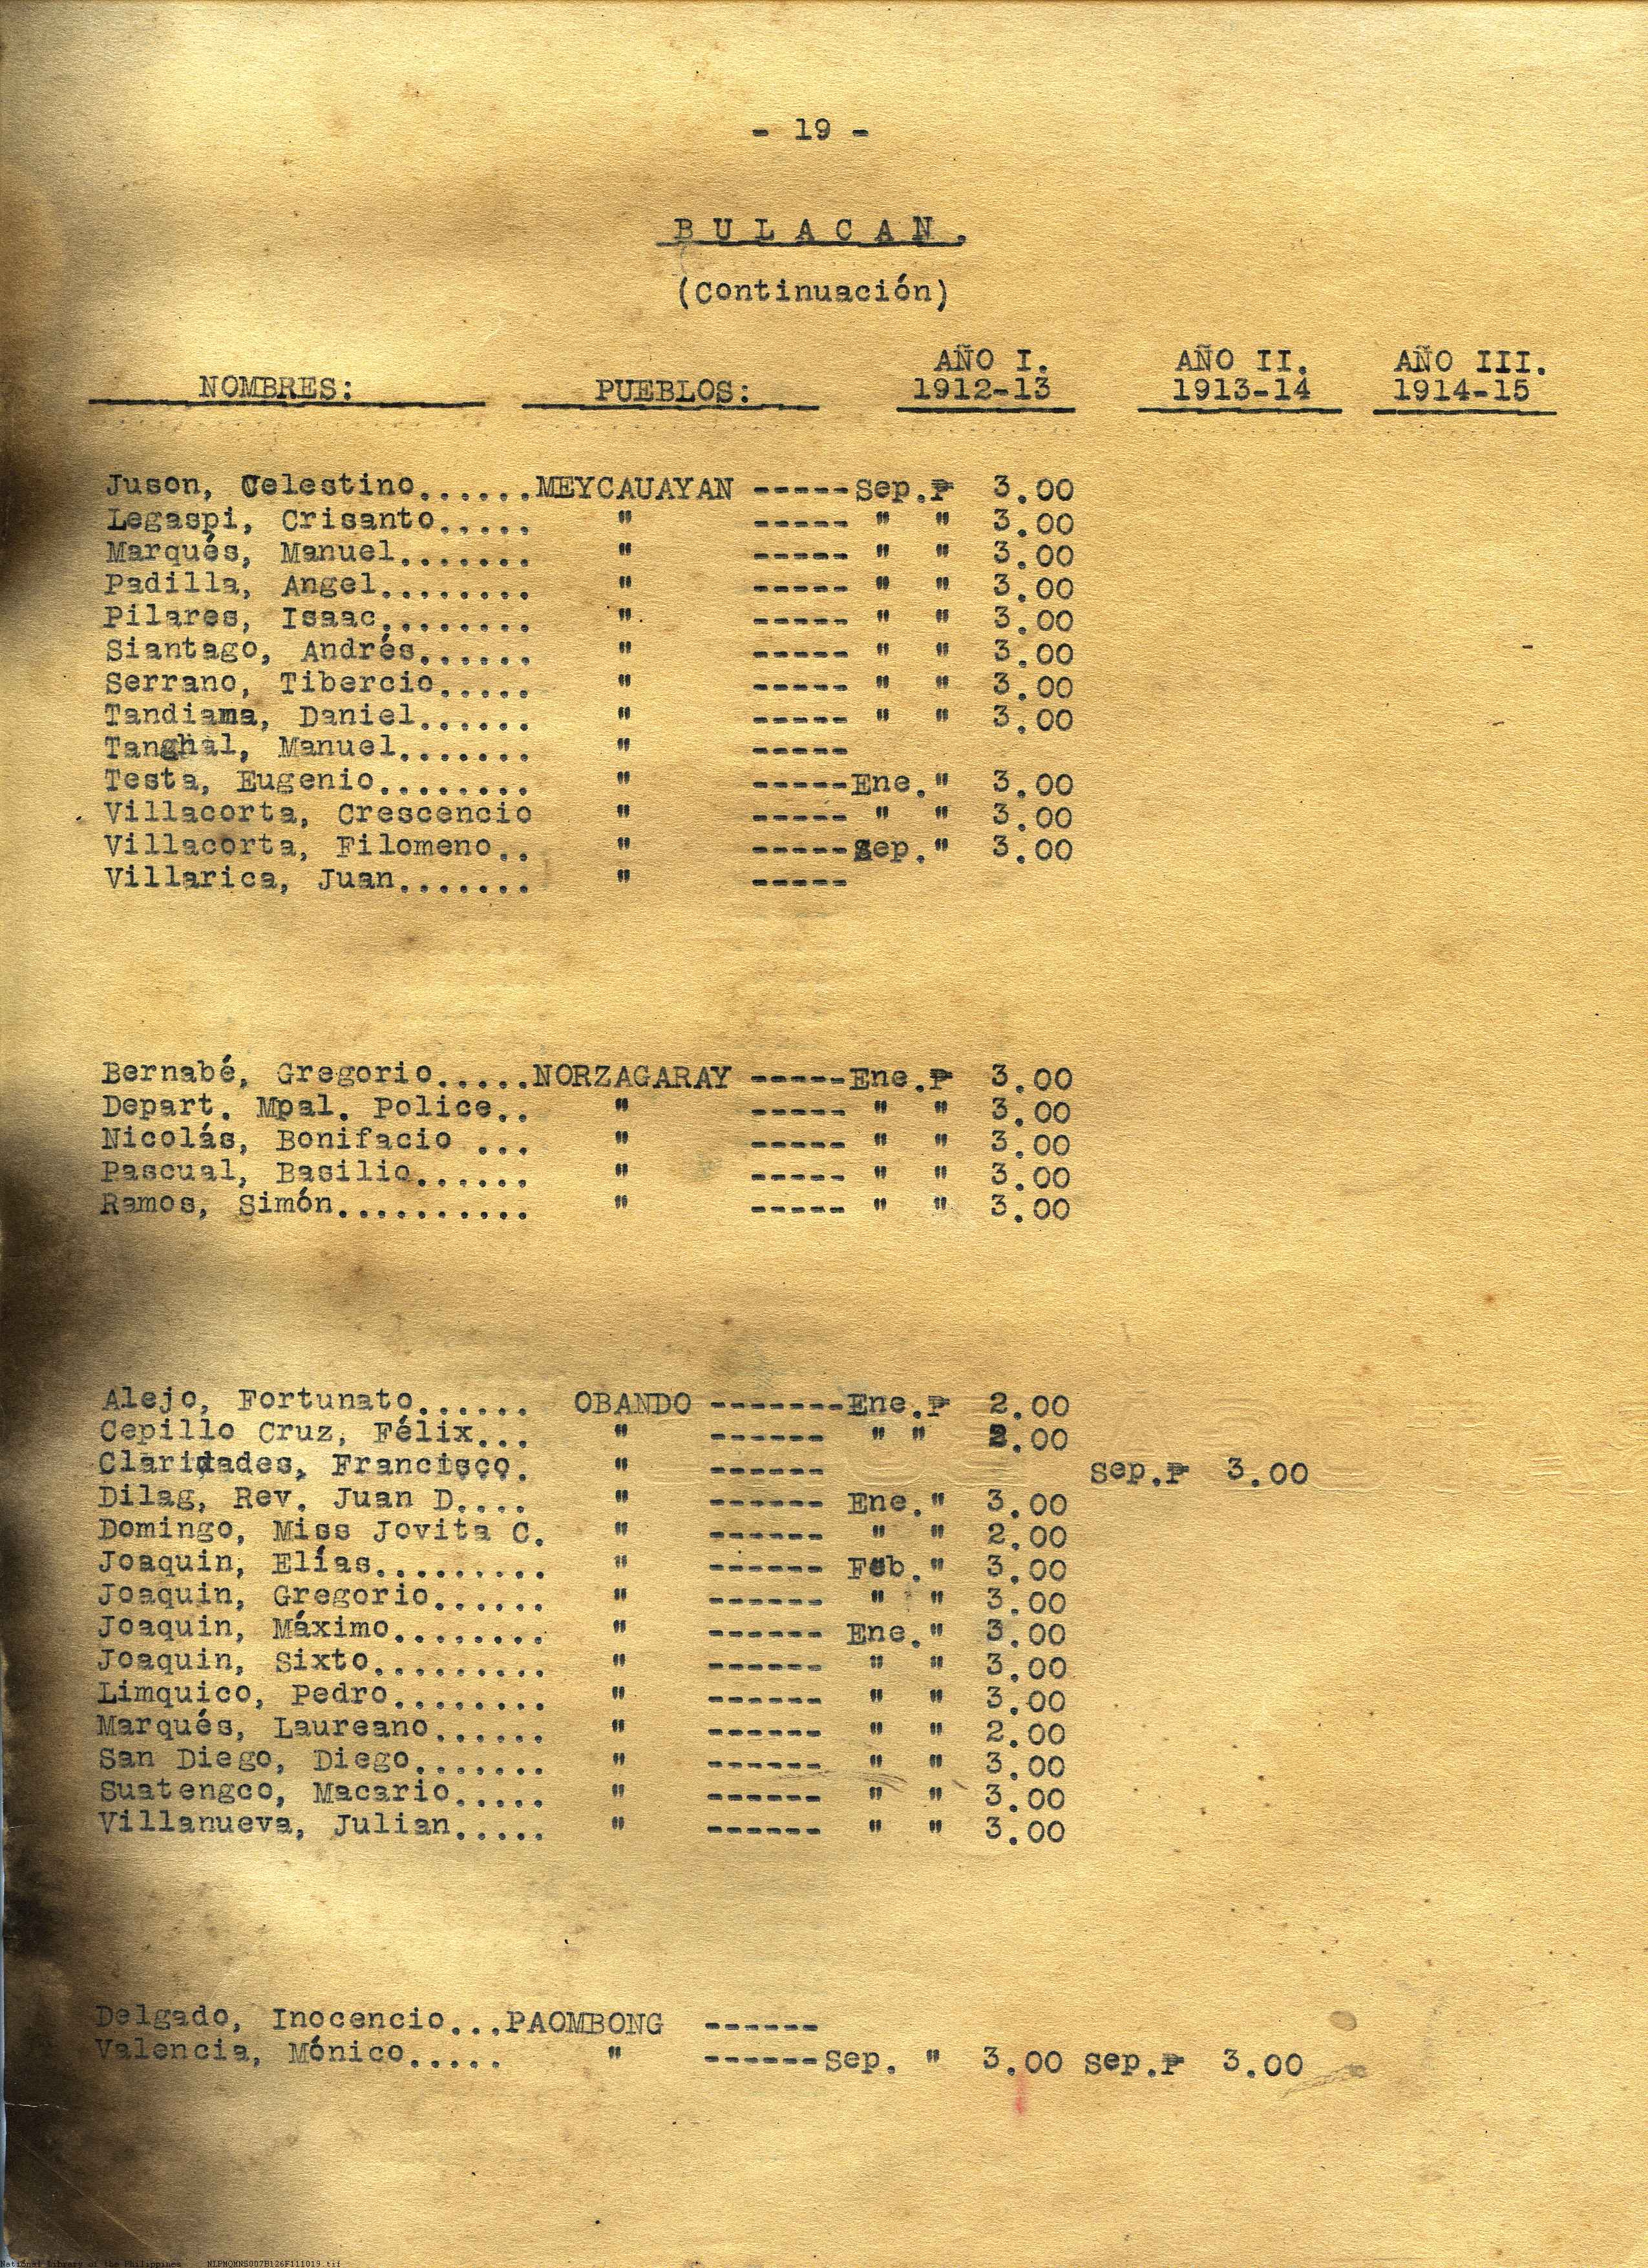 - 19 -
BULACAN.
(Continuación)
AÑO I. AÑO II. AÑO III.
NOMBRES: PUEBLOS: 1912-13 1913-14 1914-15
Juson, Celestino......MEYCAUAYAN -----Sep.₱ 3.00
Legaspi, Crisanto..... " ----- " " 3.00
Marqués, Manuel....... " ----- " " 3.00
Padilla, Angel........ " ----- " " 3.00
Pilares, Isaac........ " ----- " " 3.00
Siantago, Andrés...... " ----- " " 3.00
Serrano, Tibercio..... " ----- " " 3.00
Tandiama, Daniel...... " ----- " " 3.00
Tanghal, Manuel....... " -----
Testa, Eugenio........ " -----Ene." 3.00
Villacorta, Crescencio " ----- " " 3.00
Villacorta, Filomeno.. " -----Sep." 3.00
Villarica, Juan....... " -----
Bernabé, Gregorio.....NORZAGARAY -----Ene.₱ 3.00
Depart. Mpal. Police.. " ----- " " 3.00
Nicolás, Bonifacio ... " ----- " " 3.00
Pascual, Basilio...... " ----- " " 3.00
Ramos, Simón.......... " ----- " " 3.00
Alejo, Fortunato...... OBANDO -------Ene.₱ 2.00
Cepillo Cruz, Félix... " ------ " " 2.00
Claridades, Francisco. " ------ Sep.₱ 3.00
Dilag, Rev. Juan D.... " ------ Ene." 3.00
Domingo, Miss Jovita C. " ------ " " 2.00
Joaquin, Elías......... " ------ Feb." 3.00
Joaquin, Gregorio...... " ------ " " 3.00
Joaquin, Máximo........ " ------ Ene." 3.00
Joaquin, Sixto......... " ------ " " 3.00
Limquico, Pedro........ " ------ " " 3.00
Marqués, Laureano...... " ------ " " 2.00
San Diego, Diego....... " ------ " " 3.00
Suatengco, Macario..... " ------ " " 3.00
Villanueva, Julian..... " ------ " " 3.00
Delgado, Inocencio...PAOMBONG ------
Valencia, Mónico..... " ------Sep. " 3.00 Sep.₱ 3.00
National Library of the Philippines NLPMQMNS007B126F111019.tif